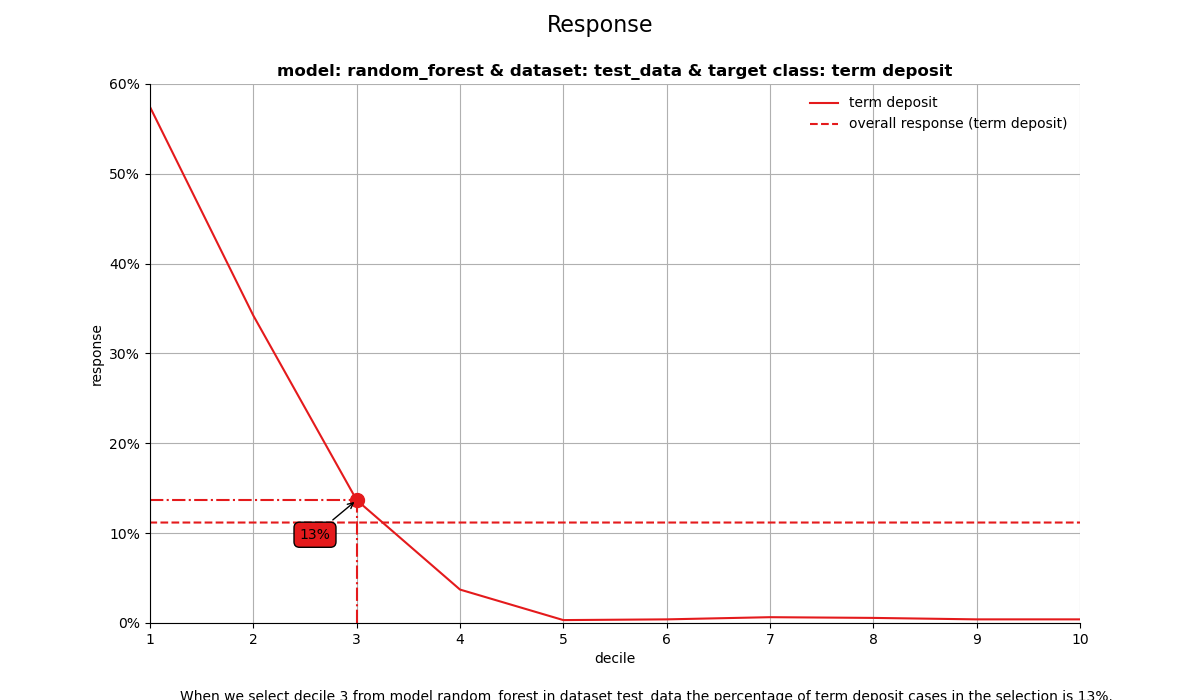 Response
model: random_forest & dataset: test_data & target class: term deposit
60%
50%
40%
30%
20%
10%
0%
response
term deposit
overall response (term deposit)
13%
1 2 3 4 5 6 7 8 9 10
decile
When we select decile 3 from model random_forest in dataset test_data the percentage of term deposit cases in the selection is 13%.